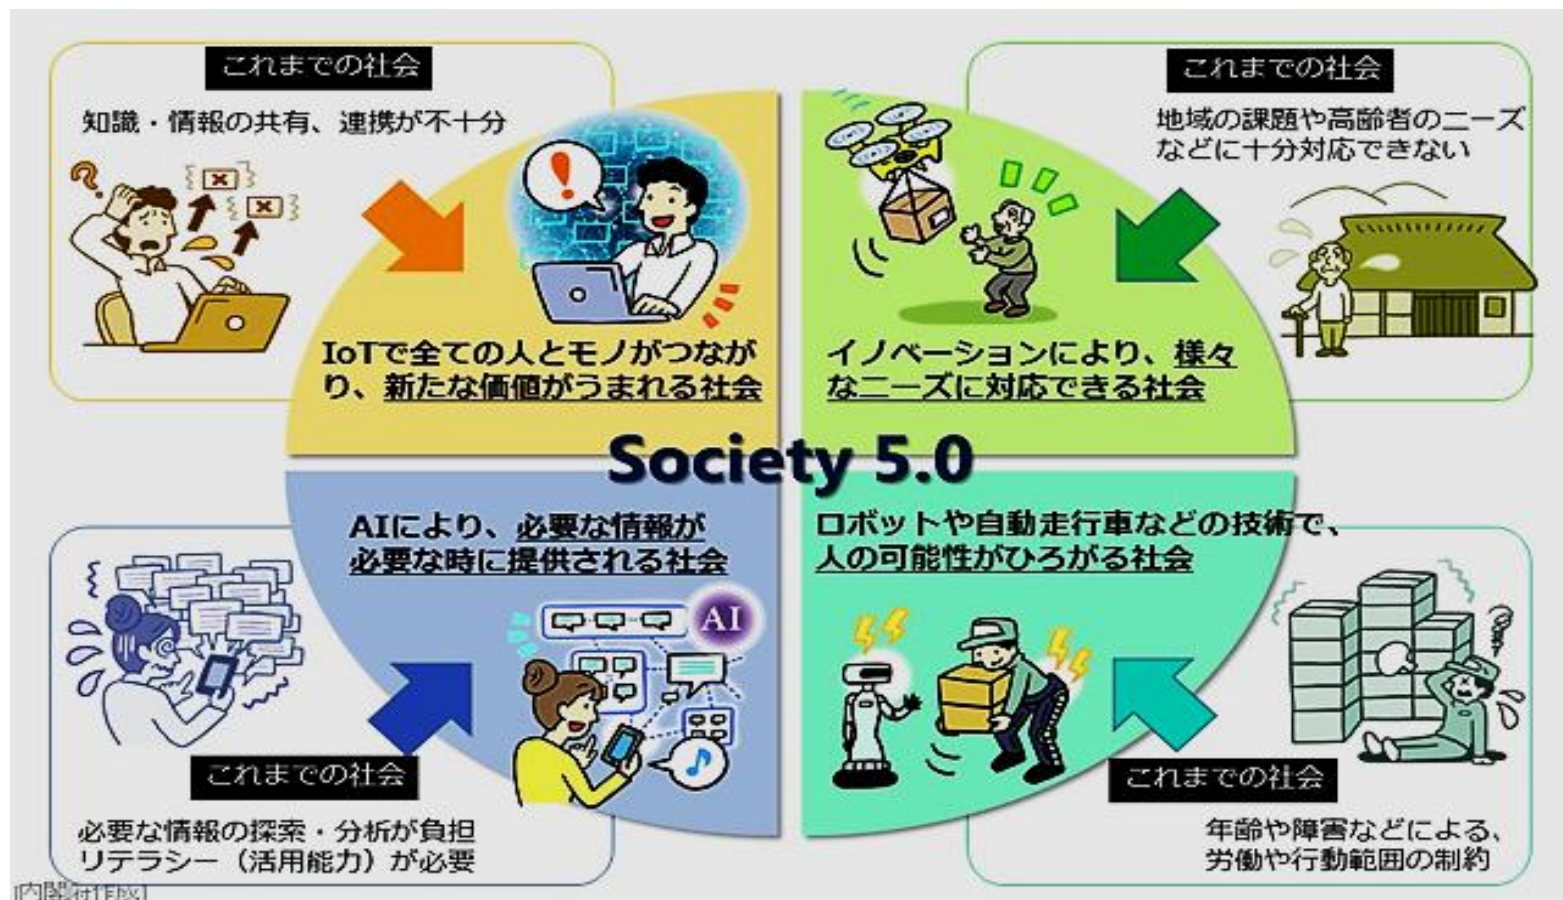 これまでの社会
知識・情報の共有、連携が不十分
IoTで全ての人とモノがつなが
り、新たな価値がうまれる社会
これまでの社会
地域の課題や高齢者のニーズ
などに十分対応できない
イノベーションにより、様々
なニーズに対応できる社会
Society 5.0
AIにより、必要な情報が
必要な時に提供される社会
AI
これまでの社会
必要な情報の探索・分析が負担
リテラシー（活用能力）が必要
ロボットや自動走行車などの技術で、
人の可能性がひろがる社会
これまでの社会
年齢や障害などによる、
労働や行動範囲の制約
[内閣府作成]